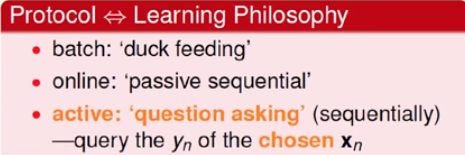 Protocol ⇔ Learning Philosophy
• batch: ‘duck feeding’
• online: ‘passive sequential’
• active: ‘question asking’ (sequentially)
—query the yₙ of the chosen xₙ